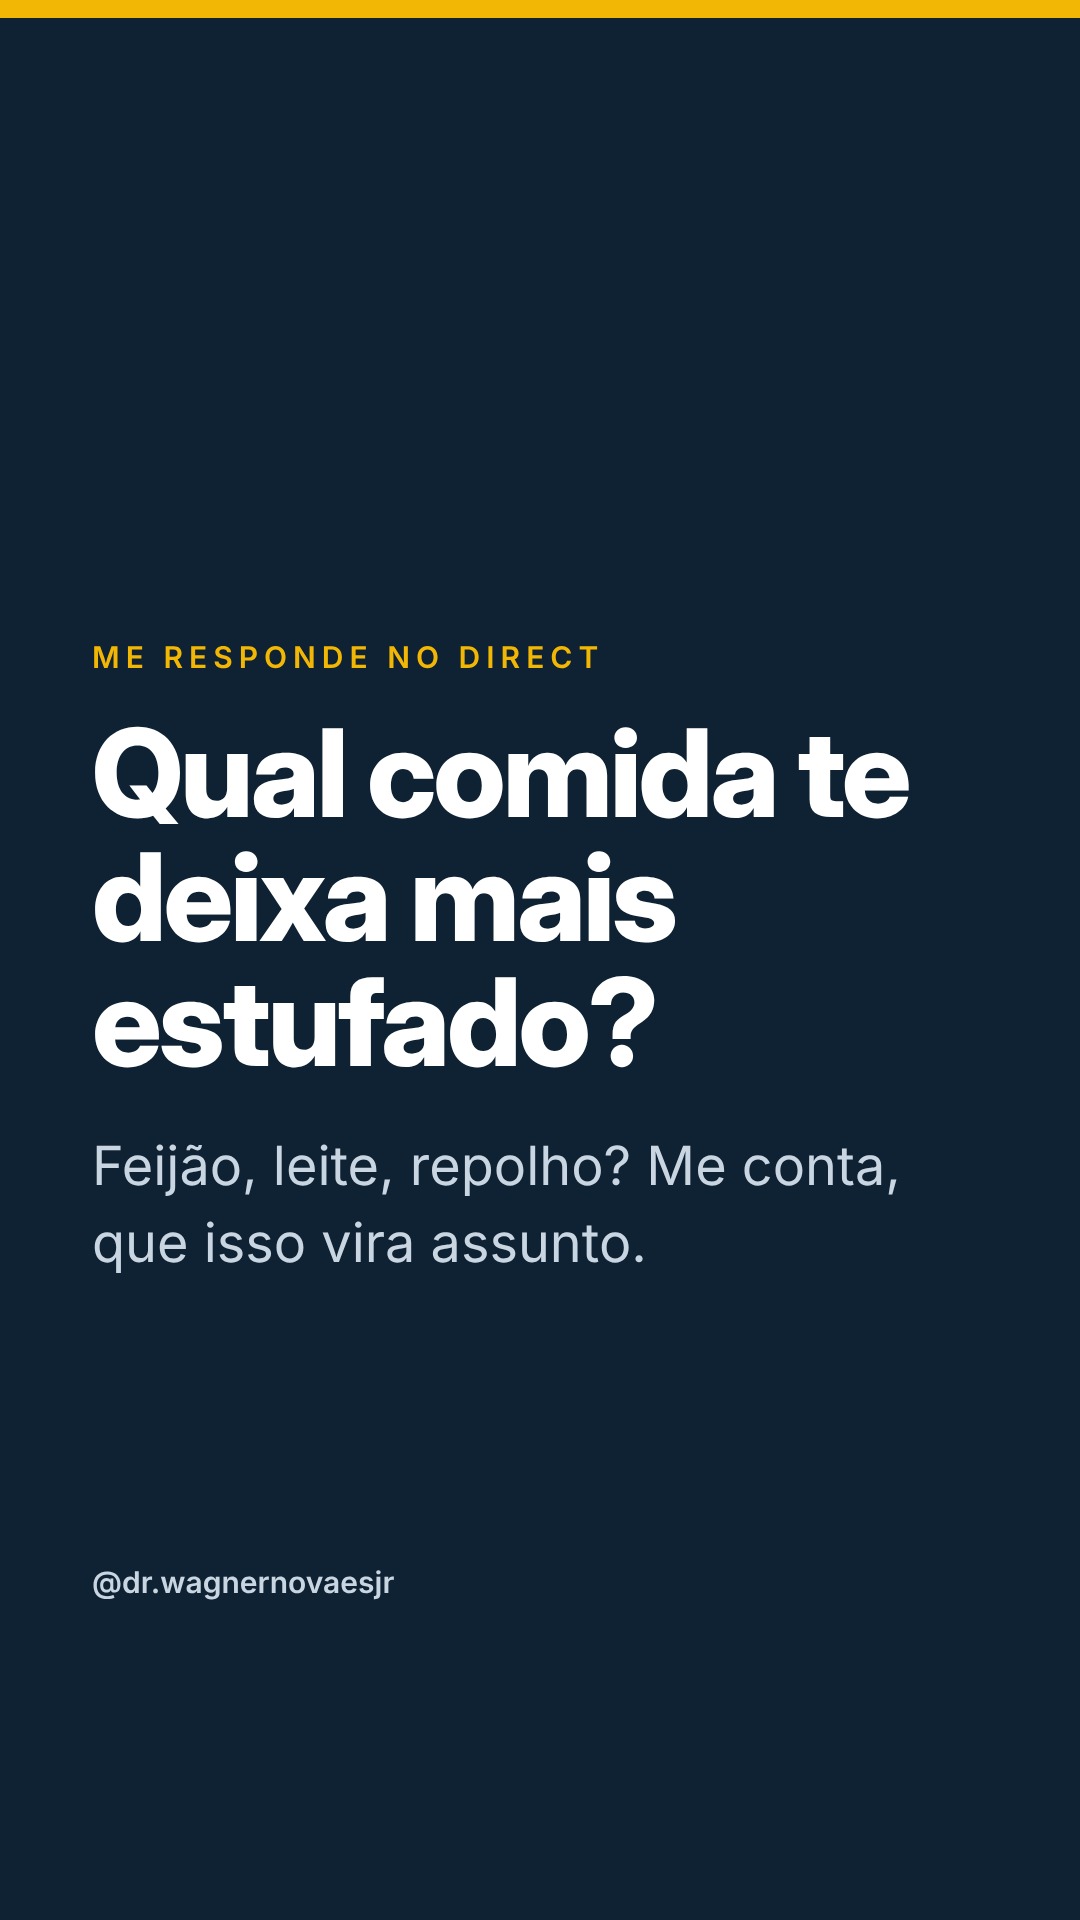 ME RESPONDE NO DIRECT
Qual comida te
deixa mais
estufado?
Feijão, leite, repolho? Me conta,
que isso vira assunto.
@dr.wagnernovaesjr